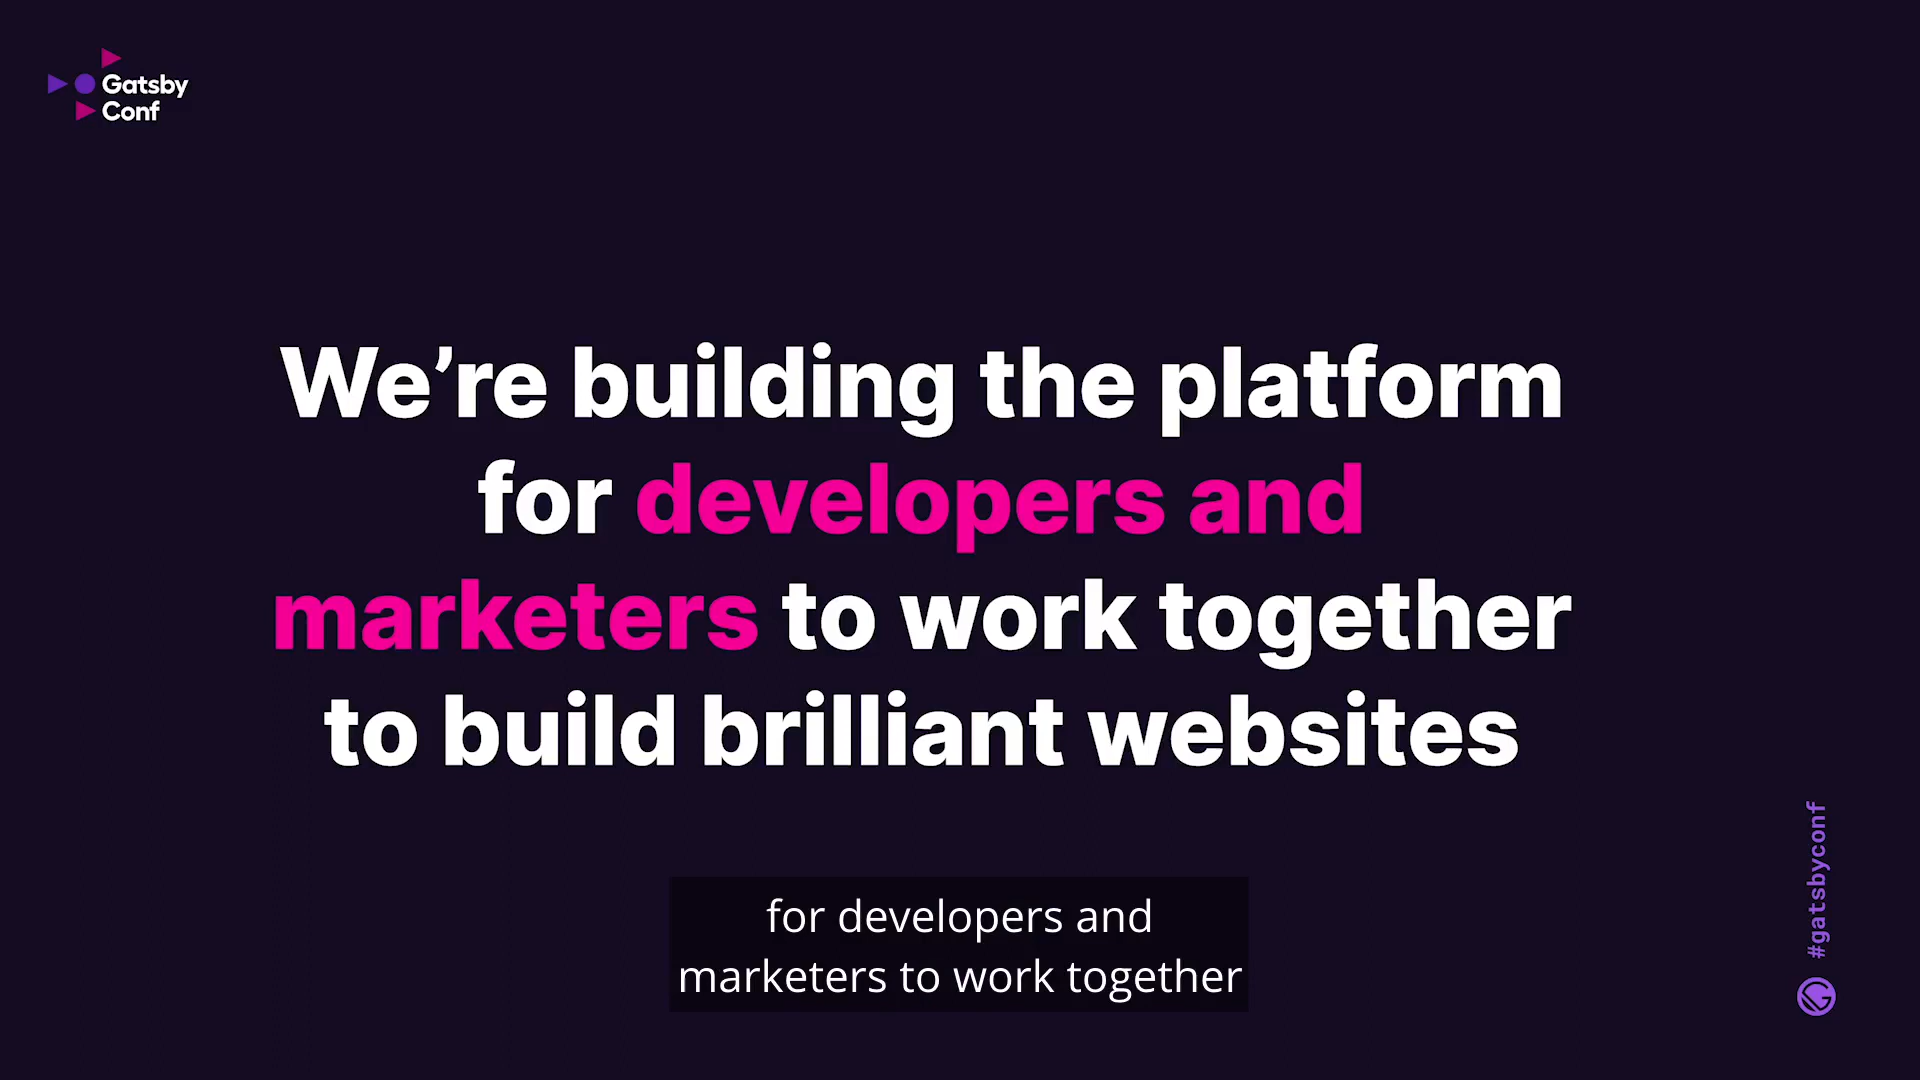 Gatsby
Conf
We’re building the platform
for developers and
marketers to work together
to build brilliant websites
#gatsbyconf
for developers and
marketers to work together